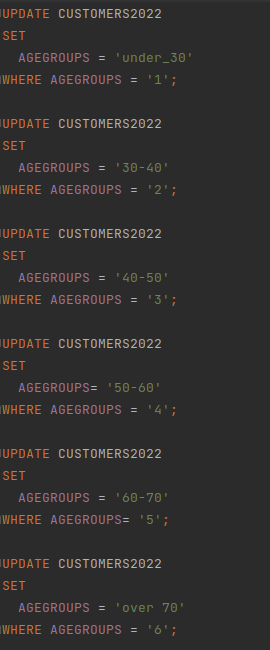 UPDATE CUSTOMERS2022
SET
AGEGROUPS = 'under_30'
WHERE AGEGROUPS = '1';
UPDATE CUSTOMERS2022
SET
AGEGROUPS = '30-40'
WHERE AGEGROUPS = '2';
UPDATE CUSTOMERS2022
SET
AGEGROUPS = '40-50'
WHERE AGEGROUPS = '3';
UPDATE CUSTOMERS2022
SET
AGEGROUPS= '50-60'
WHERE AGEGROUPS = '4';
UPDATE CUSTOMERS2022
SET
AGEGROUPS = '60-70'
WHERE AGEGROUPS= '5';
UPDATE CUSTOMERS2022
SET
AGEGROUPS = 'over 70'
WHERE AGEGROUPS = '6';